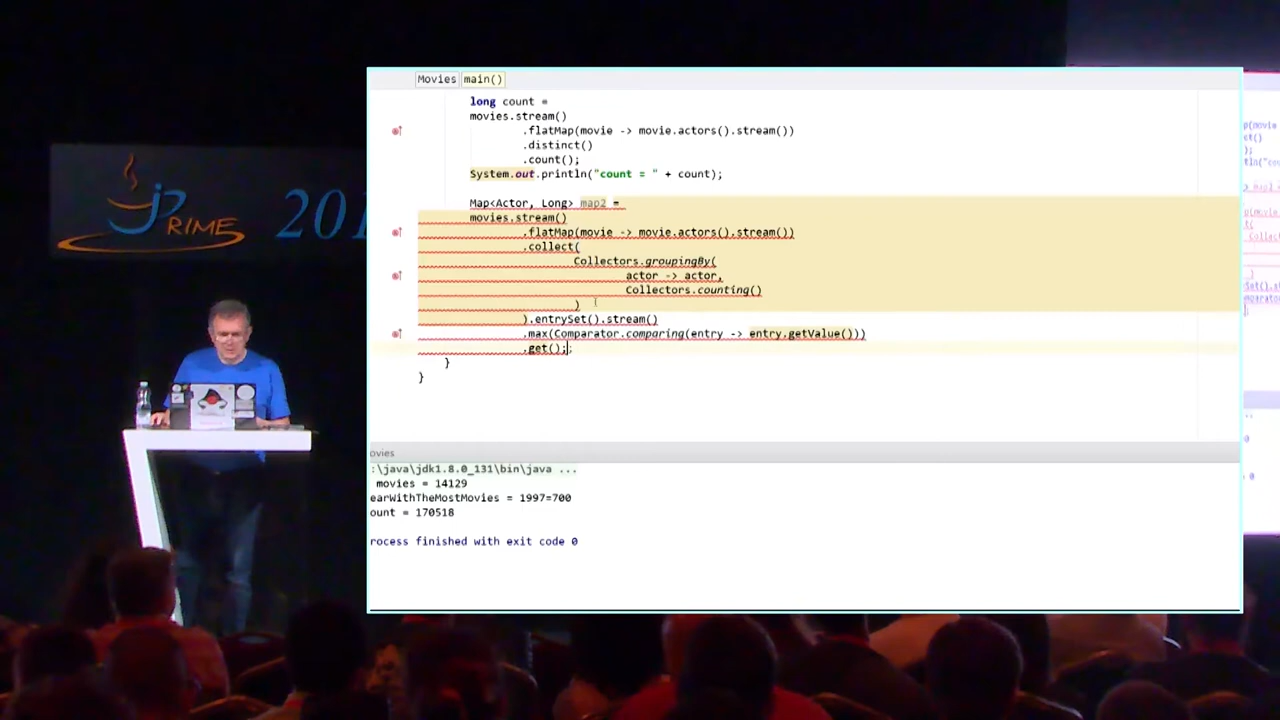 JPRIME 201
Movies main()
long count =
movies.stream()
.flatMap(movie -> movie.actors().stream())
.distinct()
.count();
System.out.println("count = " + count);
Map<Actor, Long> map2 =
movies.stream()
.flatMap(movie -> movie.actors().stream())
.collect(
Collectors.groupingBy(
actor -> actor,
Collectors.counting()
)
).entrySet().stream()
.max(Comparator.comparing(entry -> entry.getValue()))
.get();;
}
}
ovies
:\java\jdk1.8.0_131\bin\java ...
movies = 14129
earWithTheMostMovies = 1997=700
ount = 170518
rocess finished with exit code 0